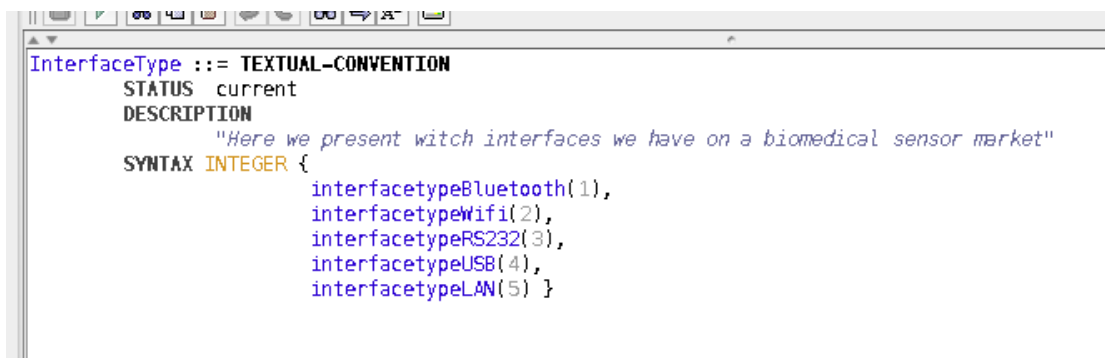 InterfaceType ::= TEXTUAL-CONVENTION
STATUS current
DESCRIPTION
"Here we present witch interfaces we have on a biomedical sensor market"
SYNTAX INTEGER {
interfacetypeBluetooth(1),
interfacetypeWifi(2),
interfacetypeRS232(3),
interfacetypeUSB(4),
interfacetypeLAN(5) }